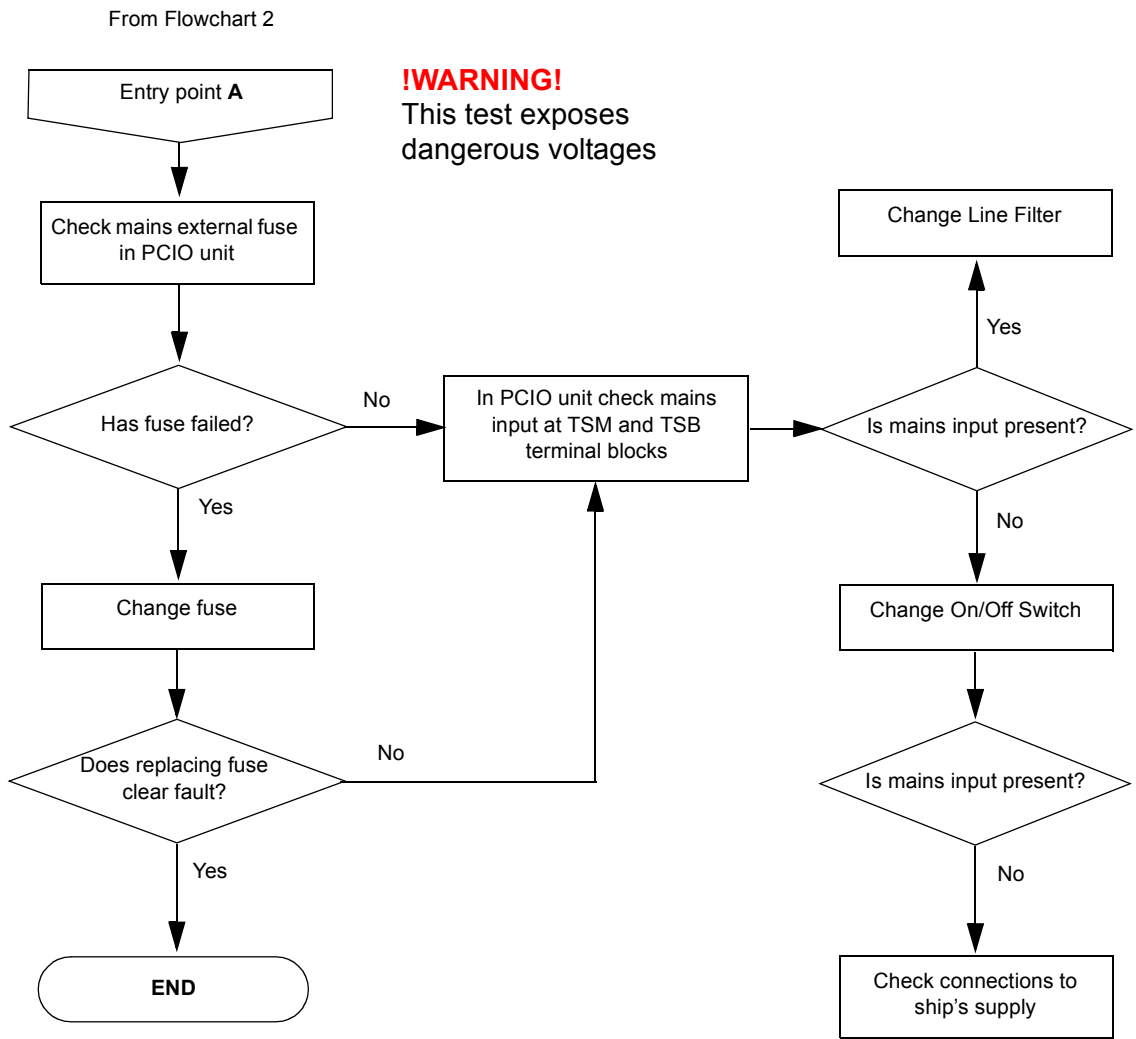 From Flowchart 2
Entry point A
!WARNING!
This test exposes
dangerous voltages
Check mains external fuse
in PCIO unit
Has fuse failed?
No
Yes
Change fuse
Does replacing fuse
clear fault?
No
Yes
END
In PCIO unit check mains
input at TSM and TSB
terminal blocks
Change Line Filter
Yes
Is mains input present?
No
Change On/Off Switch
Is mains input present?
No
Check connections to
ship's supply